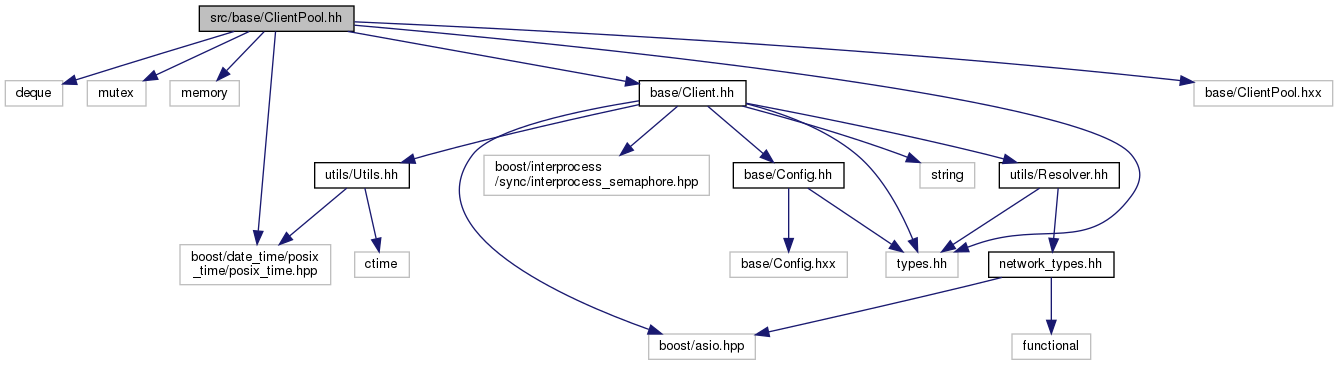 src/base/ClientPool.hh
deque
mutex
memory
base/Client.hh
base/ClientPool.hxx
utils/Utils.hh
boost/interprocess
/sync/interprocess_semaphore.hpp
base/Config.hh
string
utils/Resolver.hh
boost/date_time/posix
_time/posix_time.hpp
ctime
base/Config.hxx
types.hh
network_types.hh
boost/asio.hpp
functional